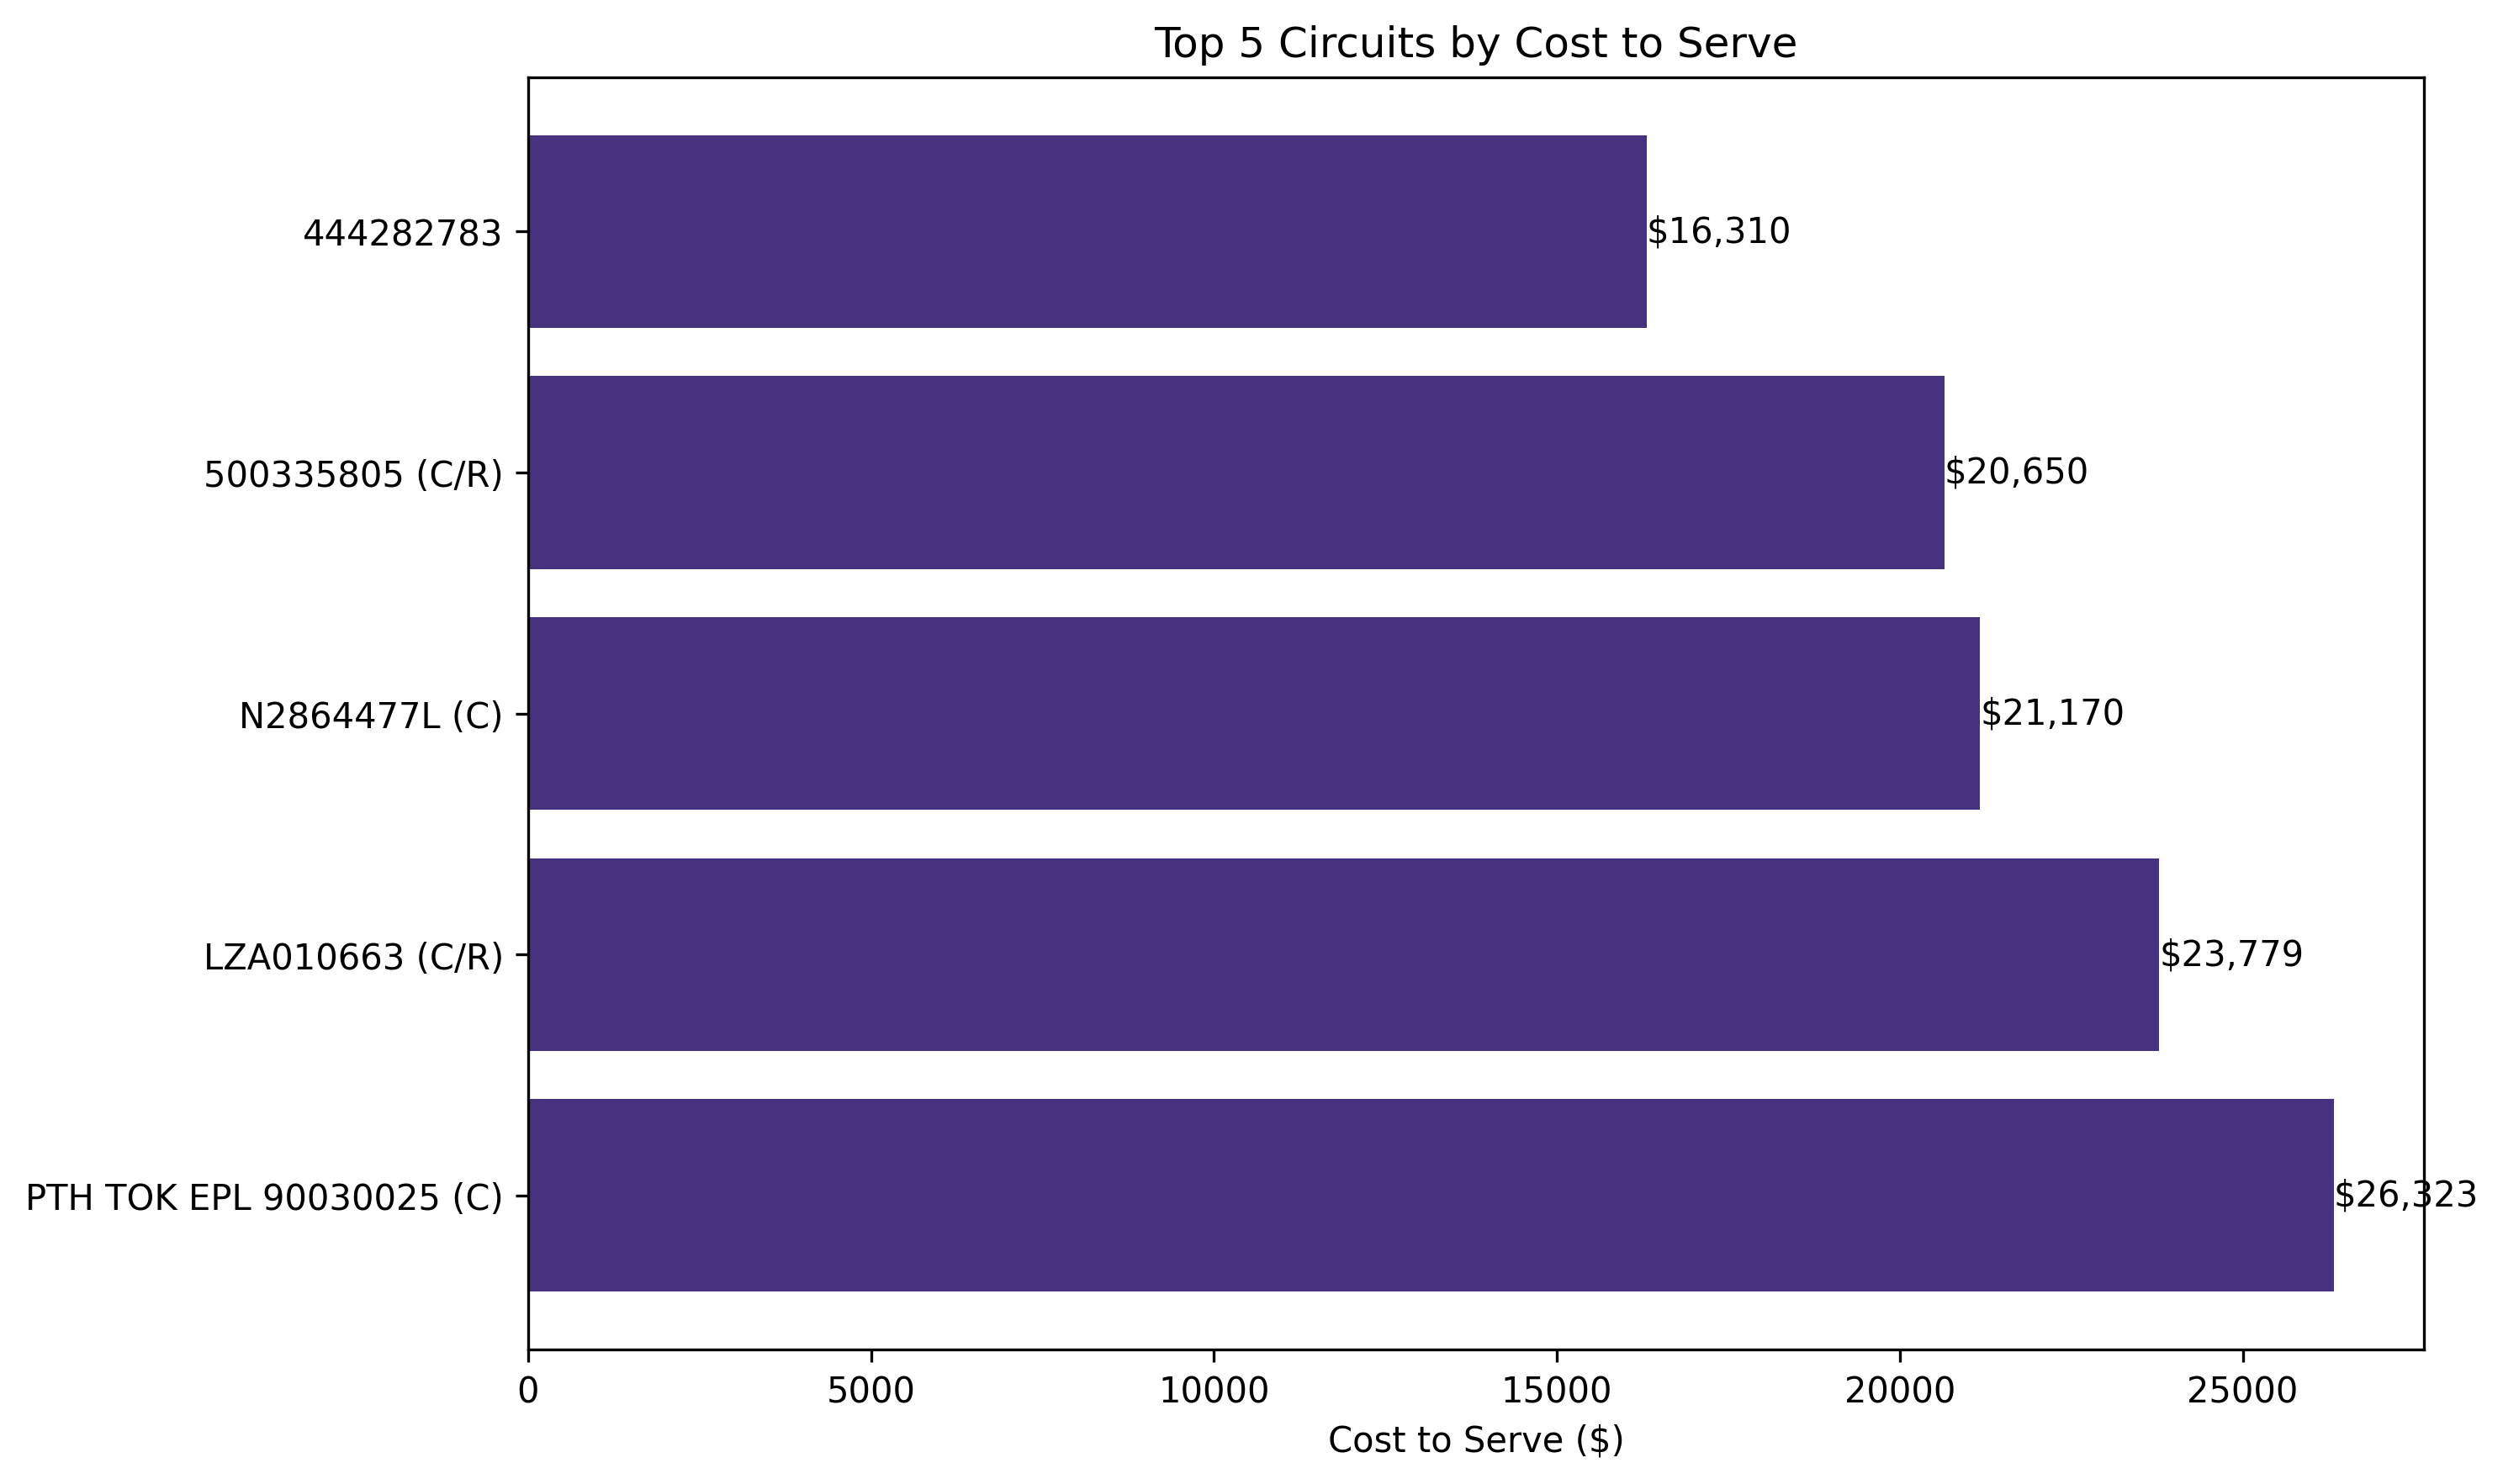 Top 5 Circuits by Cost to Serve
444282783
$16,310
500335805 (C/R)
$20,650
N2864477L (C)
$21,170
LZA010663 (C/R)
$23,779
PTH TOK EPL 90030025 (C)
$26,323
0
5000
10000
15000
20000
25000
Cost to Serve ($)